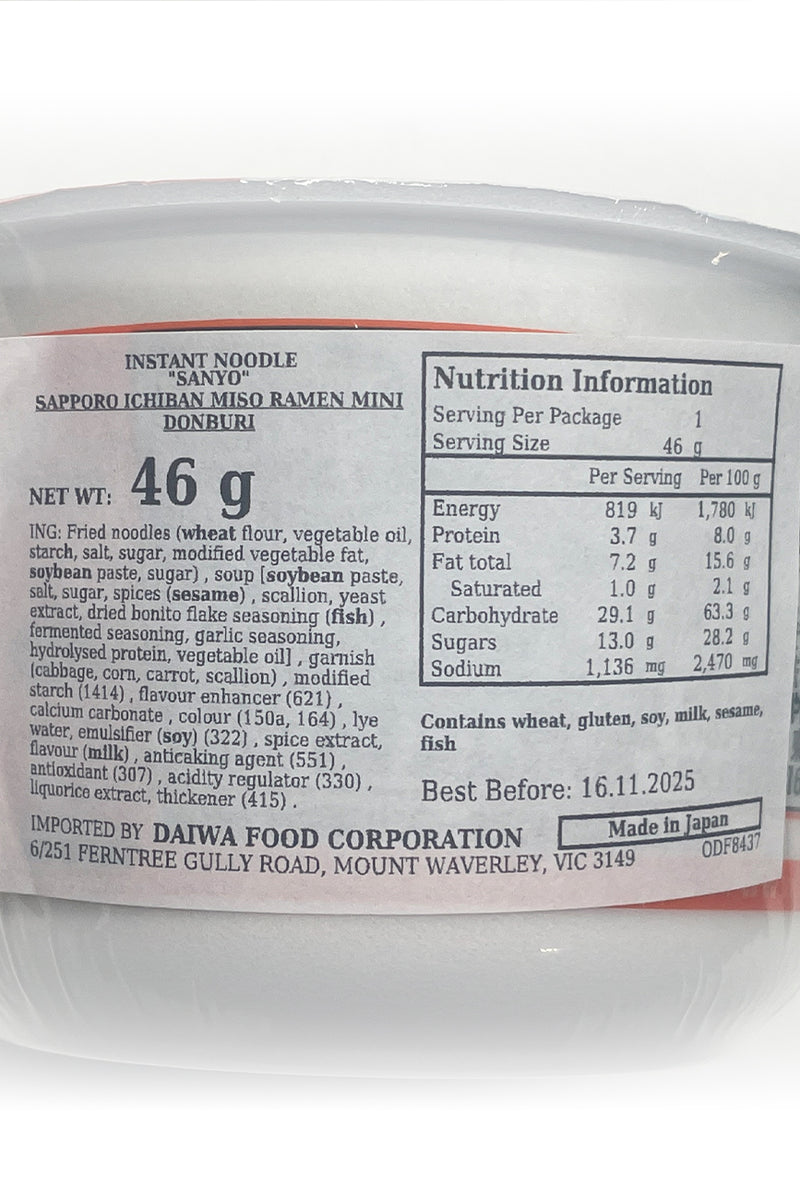 INSTANT NOODLE
"SANYO"
SAPPORO ICHIBAN MISO RAMEN MINI
DONBURI
NET WT: 46 g
ING: Fried noodles (wheat flour, vegetable oil,
starch, salt, sugar, modified vegetable fat,
soybean paste, sugar) , soup [soybean paste,
salt, sugar, spices (sesame) , scallion, yeast
extract, dried bonito flake seasoning (fish) ,
fermented seasoning, garlic seasoning,
hydrolysed protein, vegetable oil] , garnish
(cabbage, corn, carrot, scallion) , modified
starch (1414) , flavour enhancer (621) ,
calcium carbonate , colour (150a, 164) , lye
water, emulsifier (soy) (322) , spice extract,
flavour (milk) , anticaking agent (551) ,
antioxidant (307) , acidity regulator (330) ,
liquorice extract, thickener (415) .
Nutrition Information
Serving Per Package 1
Serving Size 46 g
Per Serving Per 100 g
Energy 819 kJ 1,780 kJ
Protein 3.7 g 8.0 g
Fat total 7.2 g 15.6 g
Saturated 1.0 g 2.1 g
Carbohydrate 29.1 g 63.3 g
Sugars 13.0 g 28.2 g
Sodium 1,136 mg 2,470 mg
Contains wheat, gluten, soy, milk, sesame,
fish
Best Before: 16.11.2025
Made in Japan
IMPORTED BY DAIWA FOOD CORPORATION
6/251 FERNTREE GULLY ROAD, MOUNT WAVERLEY, VIC 3149
ODF8437